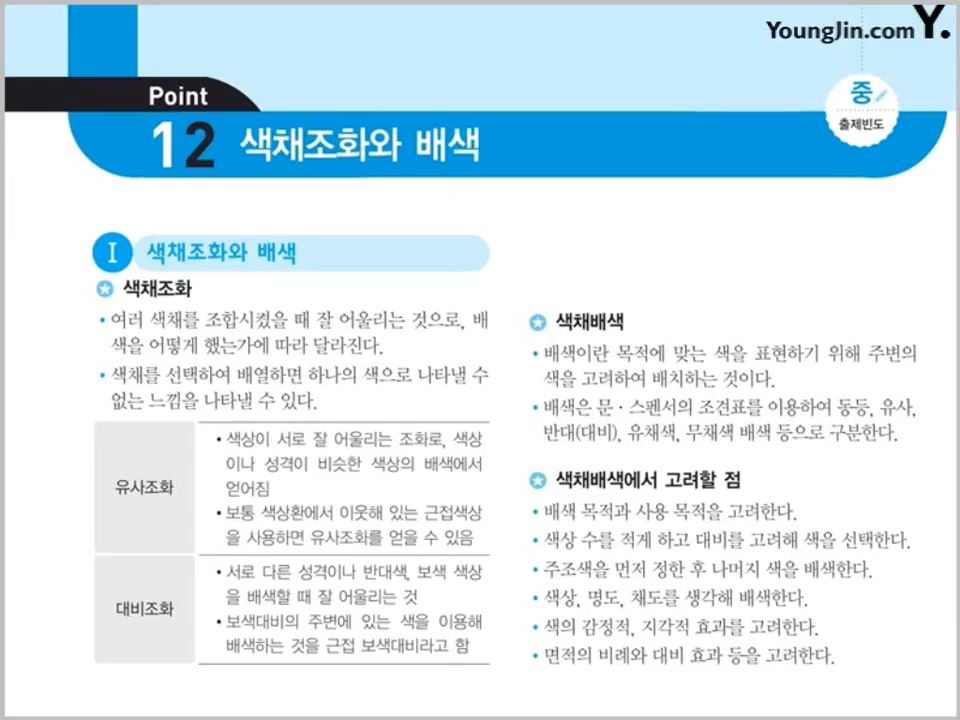 YoungJin.com Y.
Point
12 색채조화와 배색
중
출제빈도
I 색채조화와 배색
색채조화
• 여러 색채를 조합시켰을 때 잘 어울리는 것으로, 배
색을 어떻게 했는가에 따라 달라진다.
• 색채를 선택하여 배열하면 하나의 색으로 나타낼 수
없는 느낌을 나타낼 수 있다.
유사조화
• 색상이 서로 잘 어울리는 조화로, 색상
이나 성격이 비슷한 색상의 배색에서
얻어짐
• 보통 색상환에서 이웃해 있는 근접색상
을 사용하면 유사조화를 얻을 수 있음
대비조화
• 서로 다른 성격이나 반대색, 보색 색상
을 배색할 때 잘 어울리는 것
• 보색대비의 주변에 있는 색을 이용해
배색하는 것을 근접 보색대비라고 함
색채배색
• 배색이란 목적에 맞는 색을 표현하기 위해 주변의
색을 고려하여 배치하는 것이다.
• 배색은 문 · 스펜서의 조견표를 이용하여 동등, 유사,
반대(대비), 유채색, 무채색 배색 등으로 구분한다.
색채배색에서 고려할 점
• 배색 목적과 사용 목적을 고려한다.
• 색상 수를 적게 하고 대비를 고려해 색을 선택한다.
• 주조색을 먼저 정한 후 나머지 색을 배색한다.
• 색상, 명도, 채도를 생각해 배색한다.
• 색의 감정적, 지각적 효과를 고려한다.
• 면적의 비례와 대비 효과 등을 고려한다.